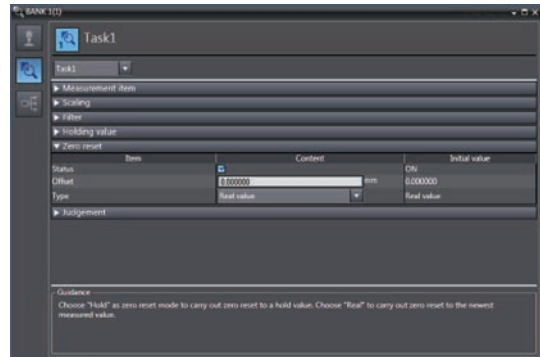 BANK 1(1)
Task1
Task1
Measurement item
Scaling
Filter
Holding value
Zero reset
Item Content Initial value
Status ON
Offset 0.000000 mm 0.000000
Type Real value Real value
Judgement
Guidance
Choose "Hold" as zero reset mode to carry out zero reset to a hold value. Choose "Real" to carry out zero reset to the newest
measured value.